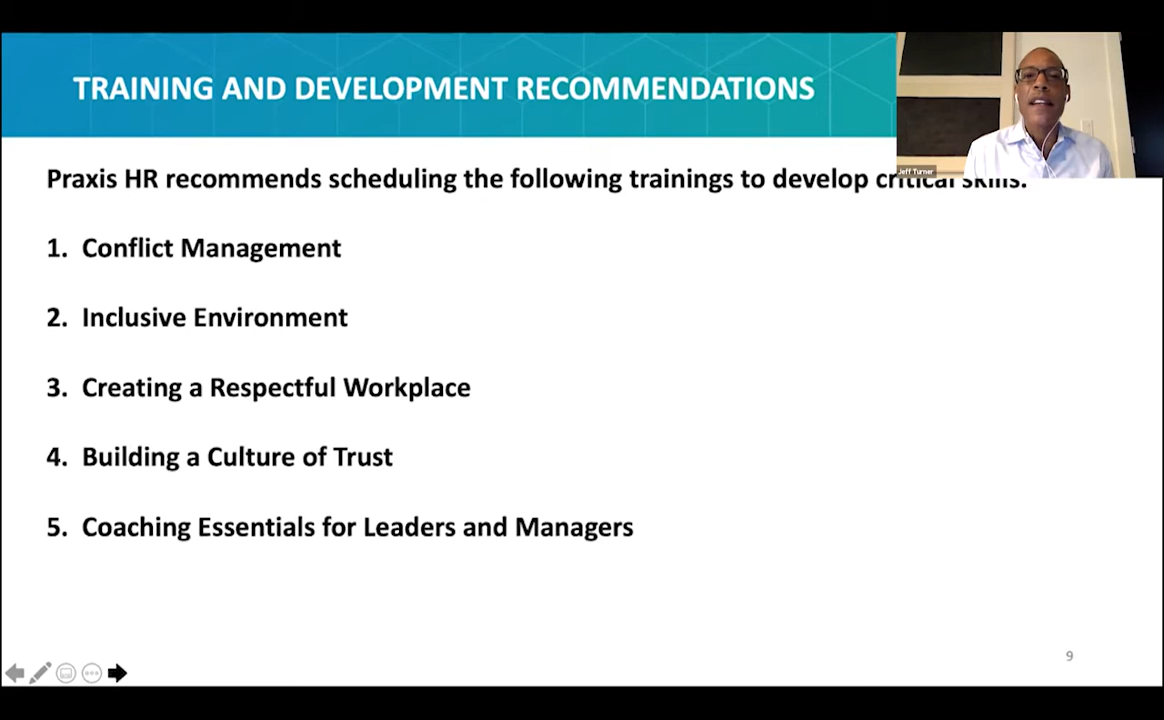 TRAINING AND DEVELOPMENT RECOMMENDATIONS
Jeff Turner
Praxis HR recommends scheduling the following trainings to develop critical skills:
1. Conflict Management
2. Inclusive Environment
3. Creating a Respectful Workplace
4. Building a Culture of Trust
5. Coaching Essentials for Leaders and Managers
9